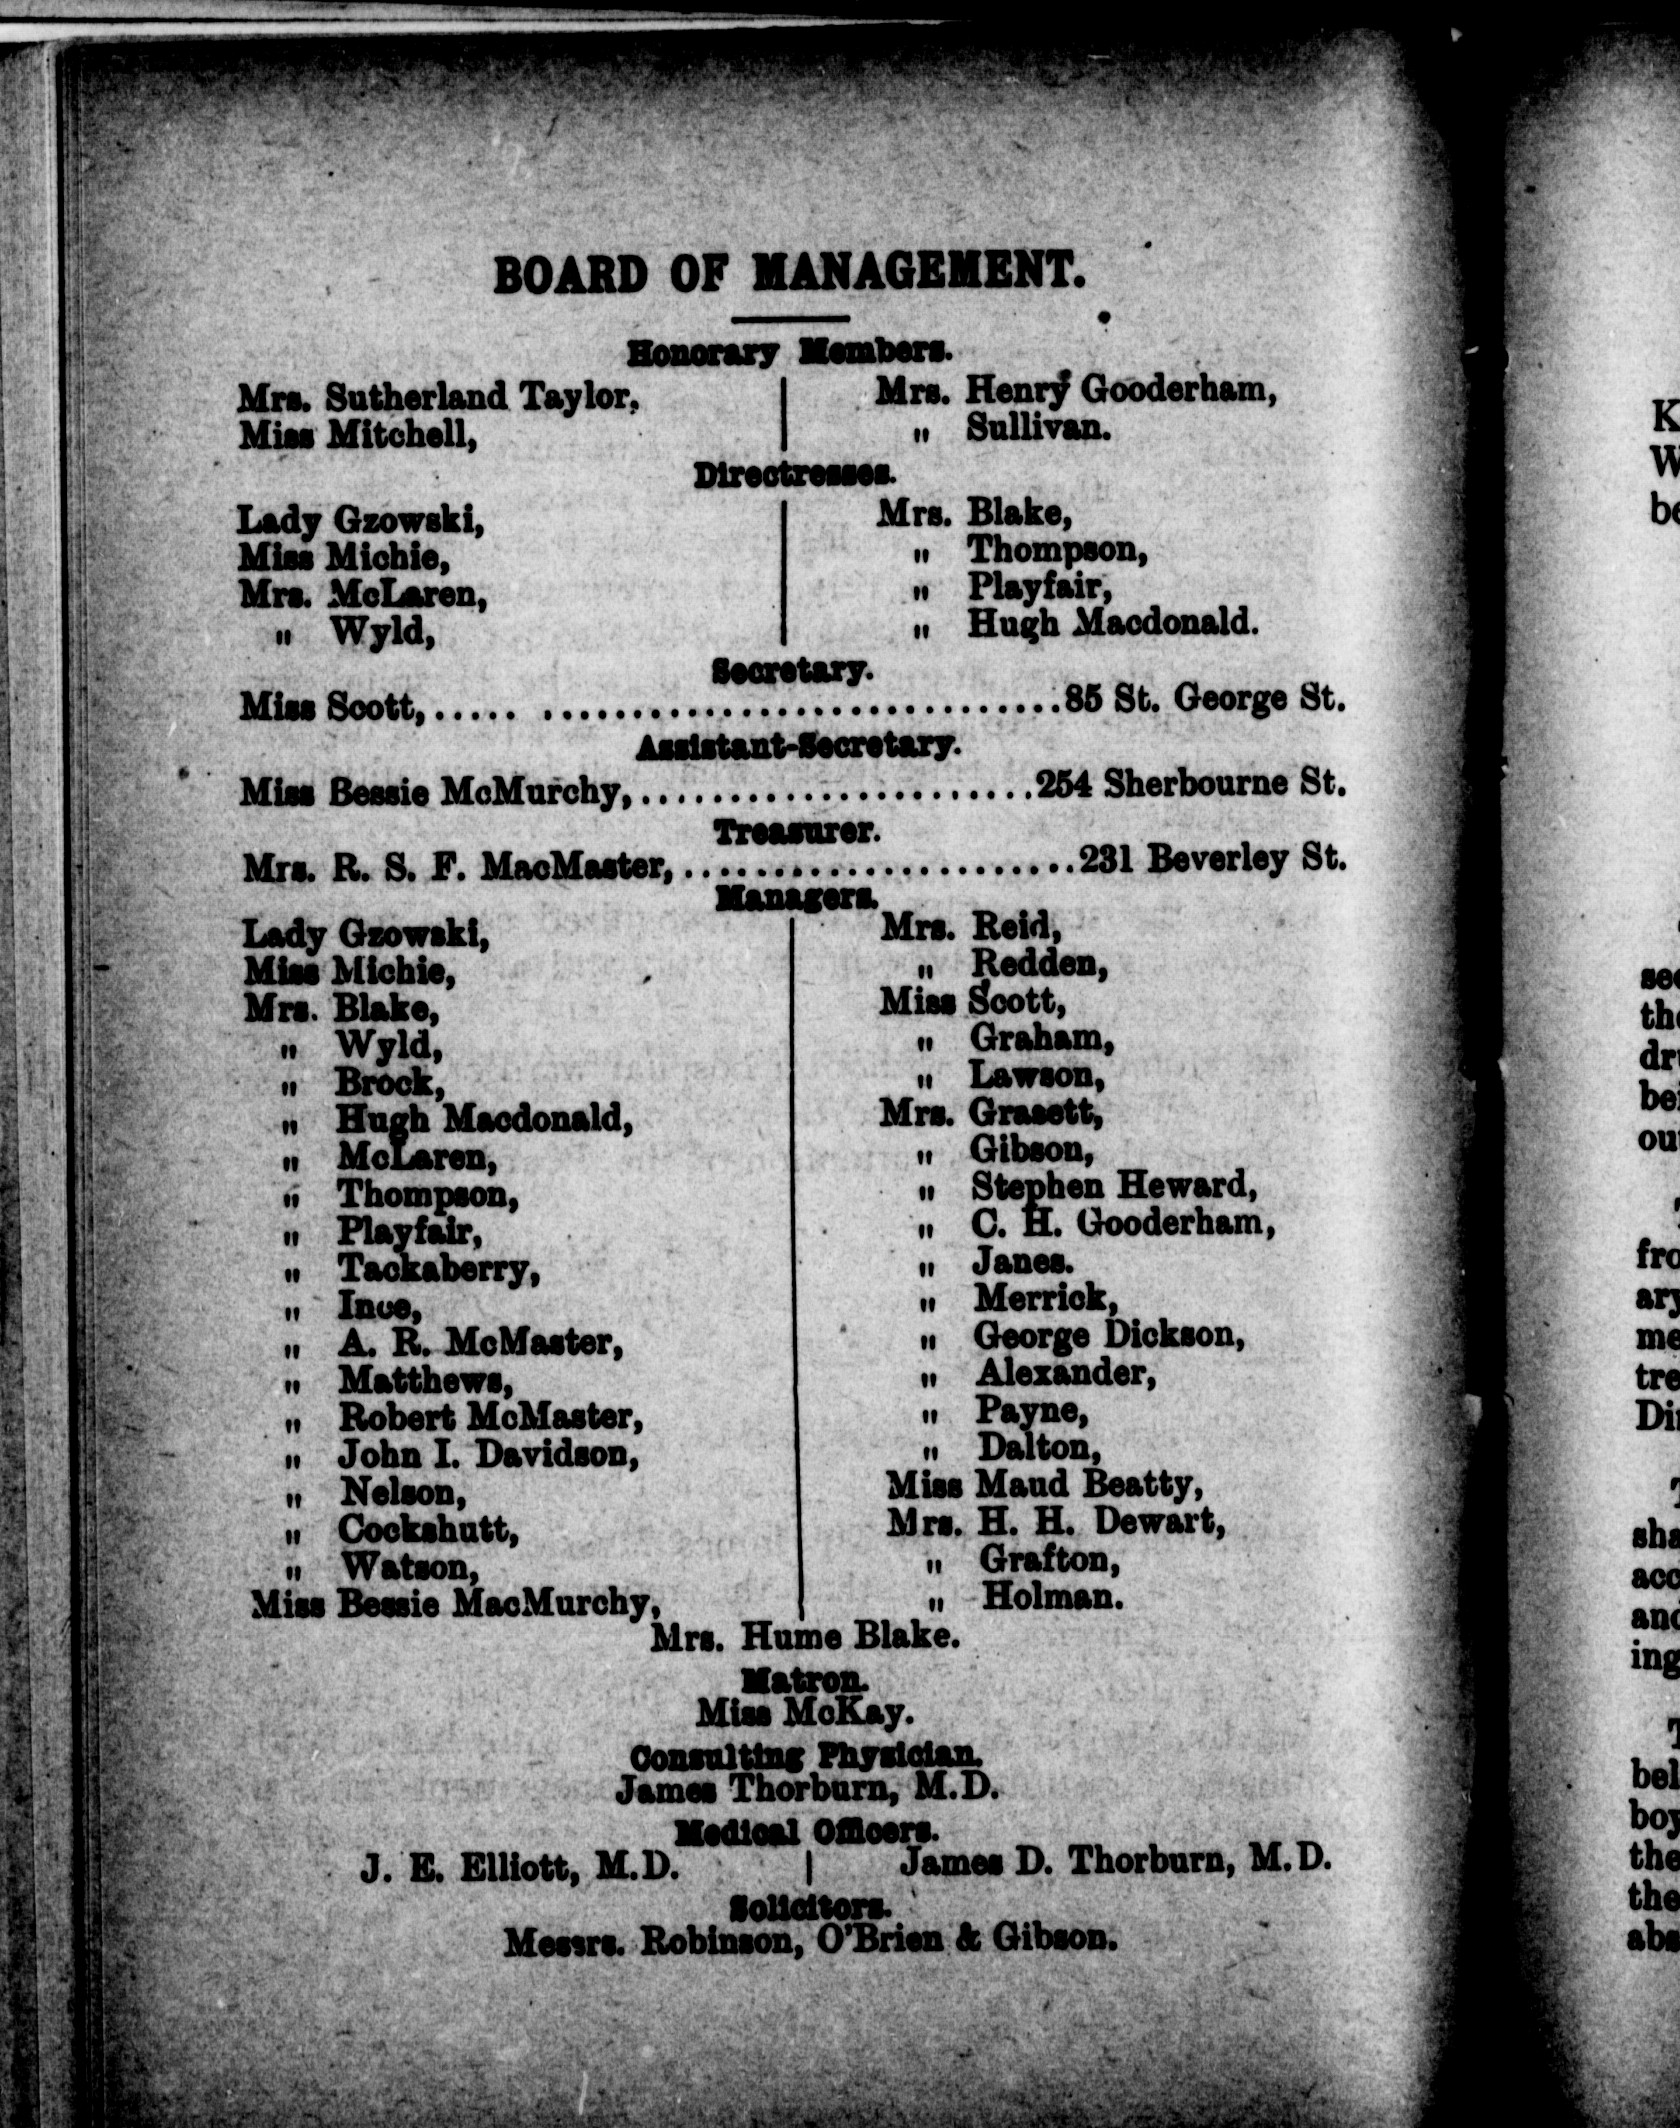 BOARD OF MANAGEMENT.
Honorary Members.
Mrs. Sutherland Taylor,
Miss Mitchell,
Mrs. Henry Gooderham,
" Sullivan.
Directresses.
Lady Gzowski,
Miss Michie,
Mrs. McLaren,
" Wyld,
Mrs. Blake,
" Thompson,
" Playfair,
" Hugh Macdonald.
Secretary.
Miss Scott, ..... ..............................85 St. George St.
Assistant-Secretary.
Miss Bessie McMurchy,.......................254 Sherbourne St.
Treasurer.
Mrs. R. S. F. MacMaster, .......................231 Beverley St.
Managers.
Lady Gzowski,
Miss Michie,
Mrs. Blake,
" Wyld,
" Brock,
" Hugh Macdonald,
" McLaren,
" Thompson,
" Playfair,
" Tackaberry,
" Ince,
" A. R. McMaster,
" Matthews,
" Robert McMaster,
" John I. Davidson,
" Nelson,
" Cockshutt,
" Watson,
Miss Bessie MacMurchy,
Mrs. Reid,
" Redden,
Miss Scott,
" Graham,
" Lawson,
Mrs. Grasett,
" Gibson,
" Stephen Heward,
" C. H. Gooderham,
" Janes.
" Merrick,
" George Dickson,
" Alexander,
" Payne,
" Dalton,
Miss Maud Beatty,
Mrs. H. H. Dewart,
" Grafton,
" Holman.
Mrs. Hume Blake.
Matron.
Miss McKay.
Consulting Physician.
James Thorburn, M.D.
Medical Officers.
J. E. Elliott, M.D. | James D. Thorburn, M.D.
Solicitors.
Messrs. Robinson, O'Brien & Gibson.